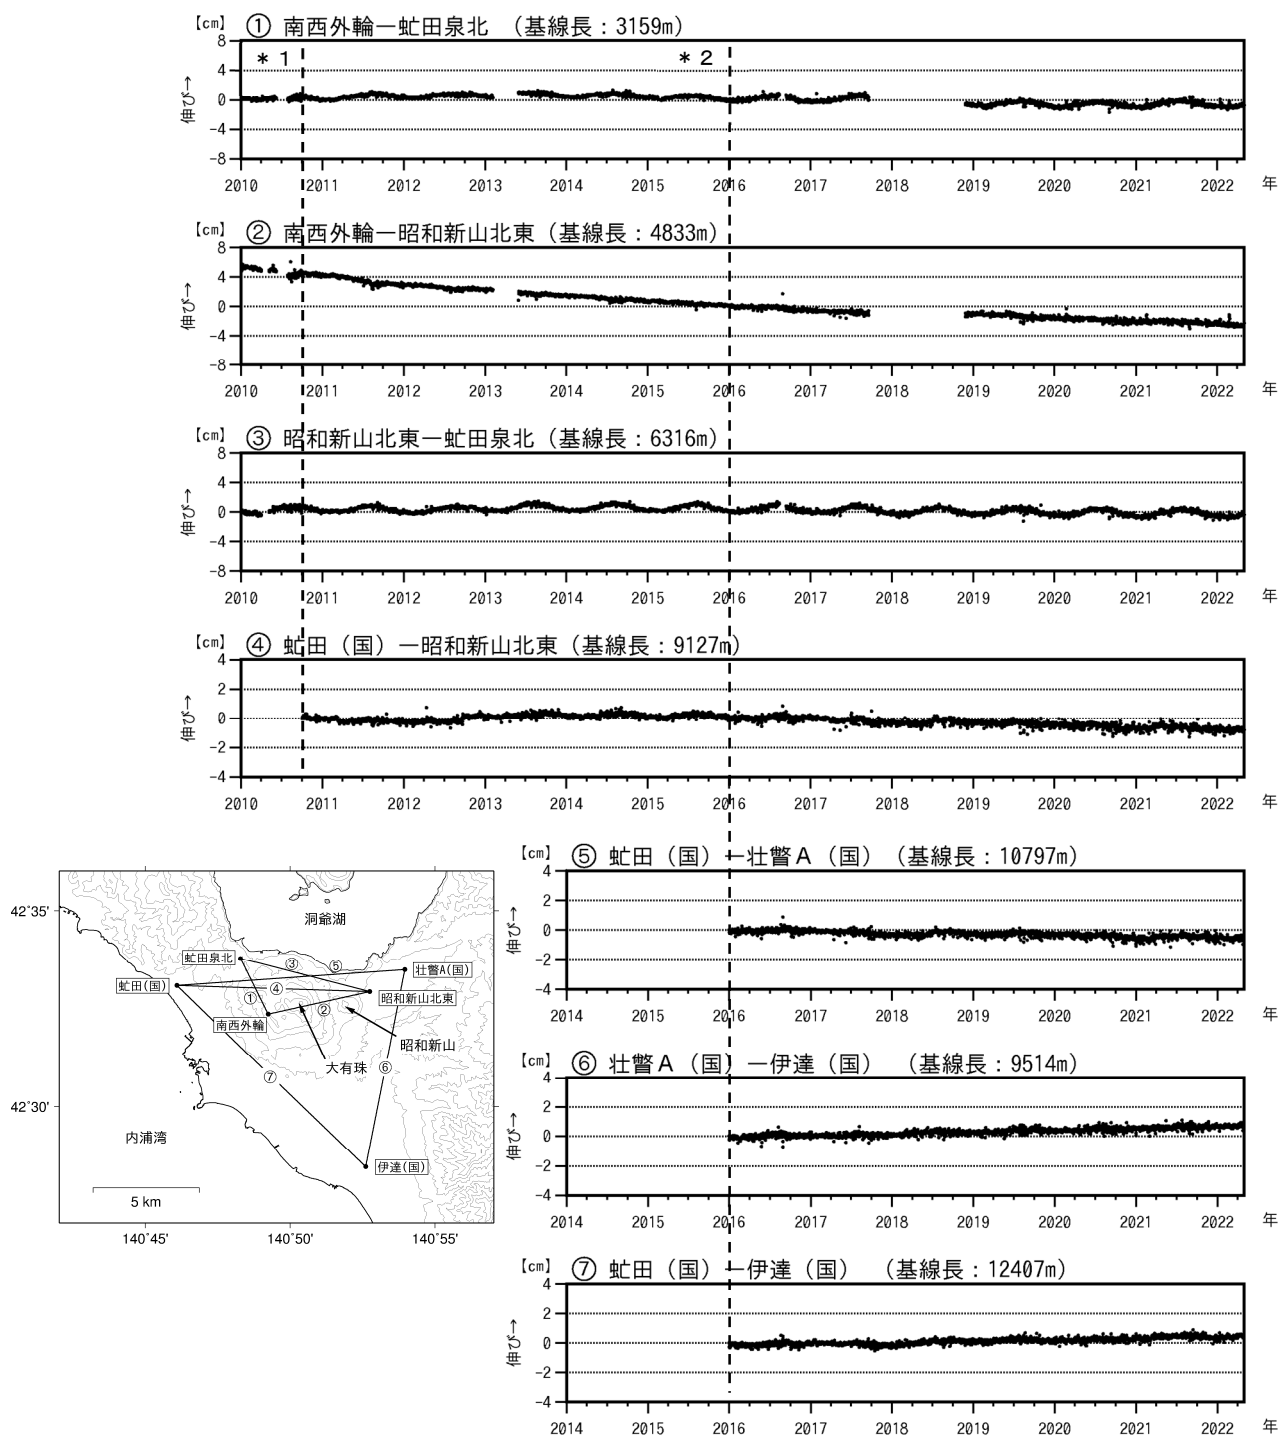 [cm] ① 南西外輪ー虻田泉北 (基線長:3159m)
8
4
0
-4
-8
伸び→
*1
*2
2010 2011 2012 2013 2014 2015 2016 2017 2018 2019 2020 2021 2022 年
[cm] ② 南西外輪ー昭和新山北東(基線長:4833m)
8
4
0
-4
-8
伸び→
2010 2011 2012 2013 2014 2015 2016 2017 2018 2019 2020 2021 2022 年
[cm] ③ 昭和新山北東ー虻田泉北(基線長:6316m)
8
4
0
-4
-8
伸び→
2010 2011 2012 2013 2014 2015 2016 2017 2018 2019 2020 2021 2022 年
[cm] ④ 虻田(国)ー昭和新山北東(基線長:9127m)
4
2
0
-2
-4
伸び→
2010 2011 2012 2013 2014 2015 2016 2017 2018 2019 2020 2021 2022 年
[cm] ⑤ 虻田(国)ー壮瞥A(国)(基線長:10797m)
4
2
0
-2
-4
伸び→
2014 2015 2016 2017 2018 2019 2020 2021 2022 年
[cm] ⑥ 壮瞥A(国)ー伊達(国) (基線長:9514m)
4
2
0
-2
-4
伸び→
2014 2015 2016 2017 2018 2019 2020 2021 2022 年
[cm] ⑦ 虻田(国)ー伊達(国) (基線長:12407m)
4
2
0
-2
-4
伸び→
2014 2015 2016 2017 2018 2019 2020 2021 2022 年
42˚35'
42˚30'
洞爺湖
虻田泉北
③
⑤
壮瞥A(国)
虻田(国)
④
①
②
昭和新山北東
南西外輪
昭和新山
大有珠
⑥
⑦
内浦湾
伊達(国)
5 km
140˚45' 140˚50' 140˚55'